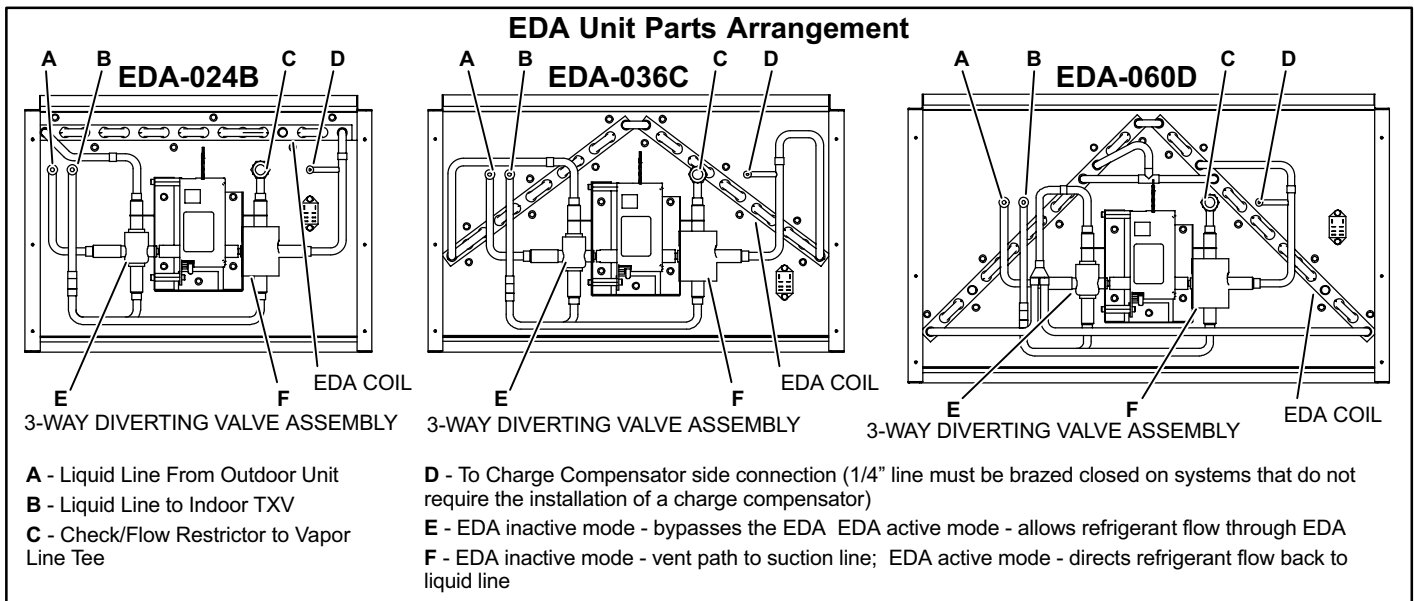 EDA Unit Parts Arrangement
A B C D
EDA-024B
A B C D
EDA-036C
A B C D
EDA-060D
EDA COIL
E F
3-WAY DIVERTING VALVE ASSEMBLY
EDA COIL
E F
3-WAY DIVERTING VALVE ASSEMBLY
EDA COIL
E F
3-WAY DIVERTING VALVE ASSEMBLY
A - Liquid Line From Outdoor Unit
B - Liquid Line to Indoor TXV
C - Check/Flow Restrictor to Vapor
Line Tee
D - To Charge Compensator side connection (1/4” line must be brazed closed on systems that do not
require the installation of a charge compensator)
E - EDA inactive mode - bypasses the EDA EDA active mode - allows refrigerant flow through EDA
F - EDA inactive mode - vent path to suction line; EDA active mode - directs refrigerant flow back to
liquid line